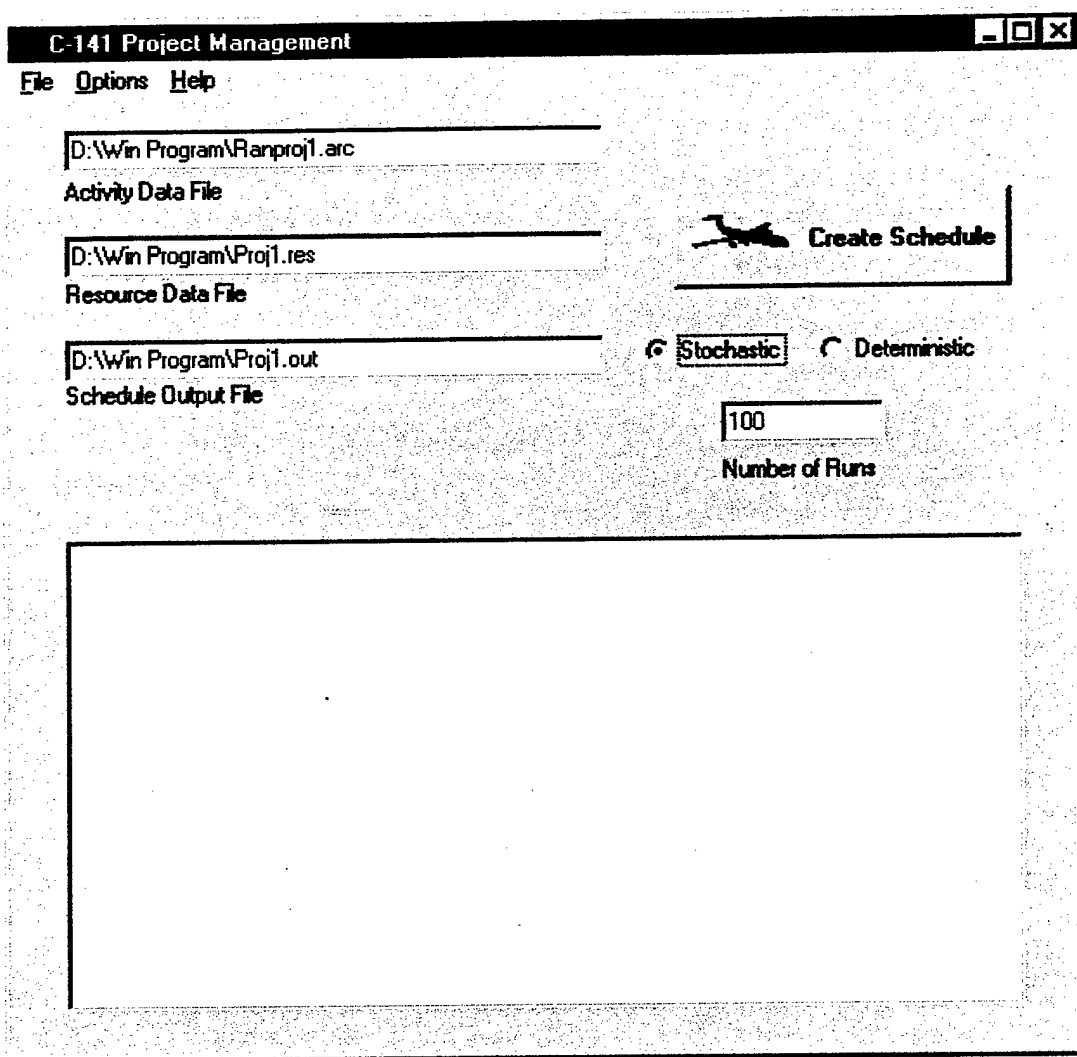 C-141 Project Management
File Options Help
D:\Win Program\Ranproj1.arc
Activity Data File
D:\Win Program\Proj1.res
Resource Data File
D:\Win Program\Proj1.out
Schedule Output File
Create Schedule
Stochastic Deterministic
100
Number of Runs